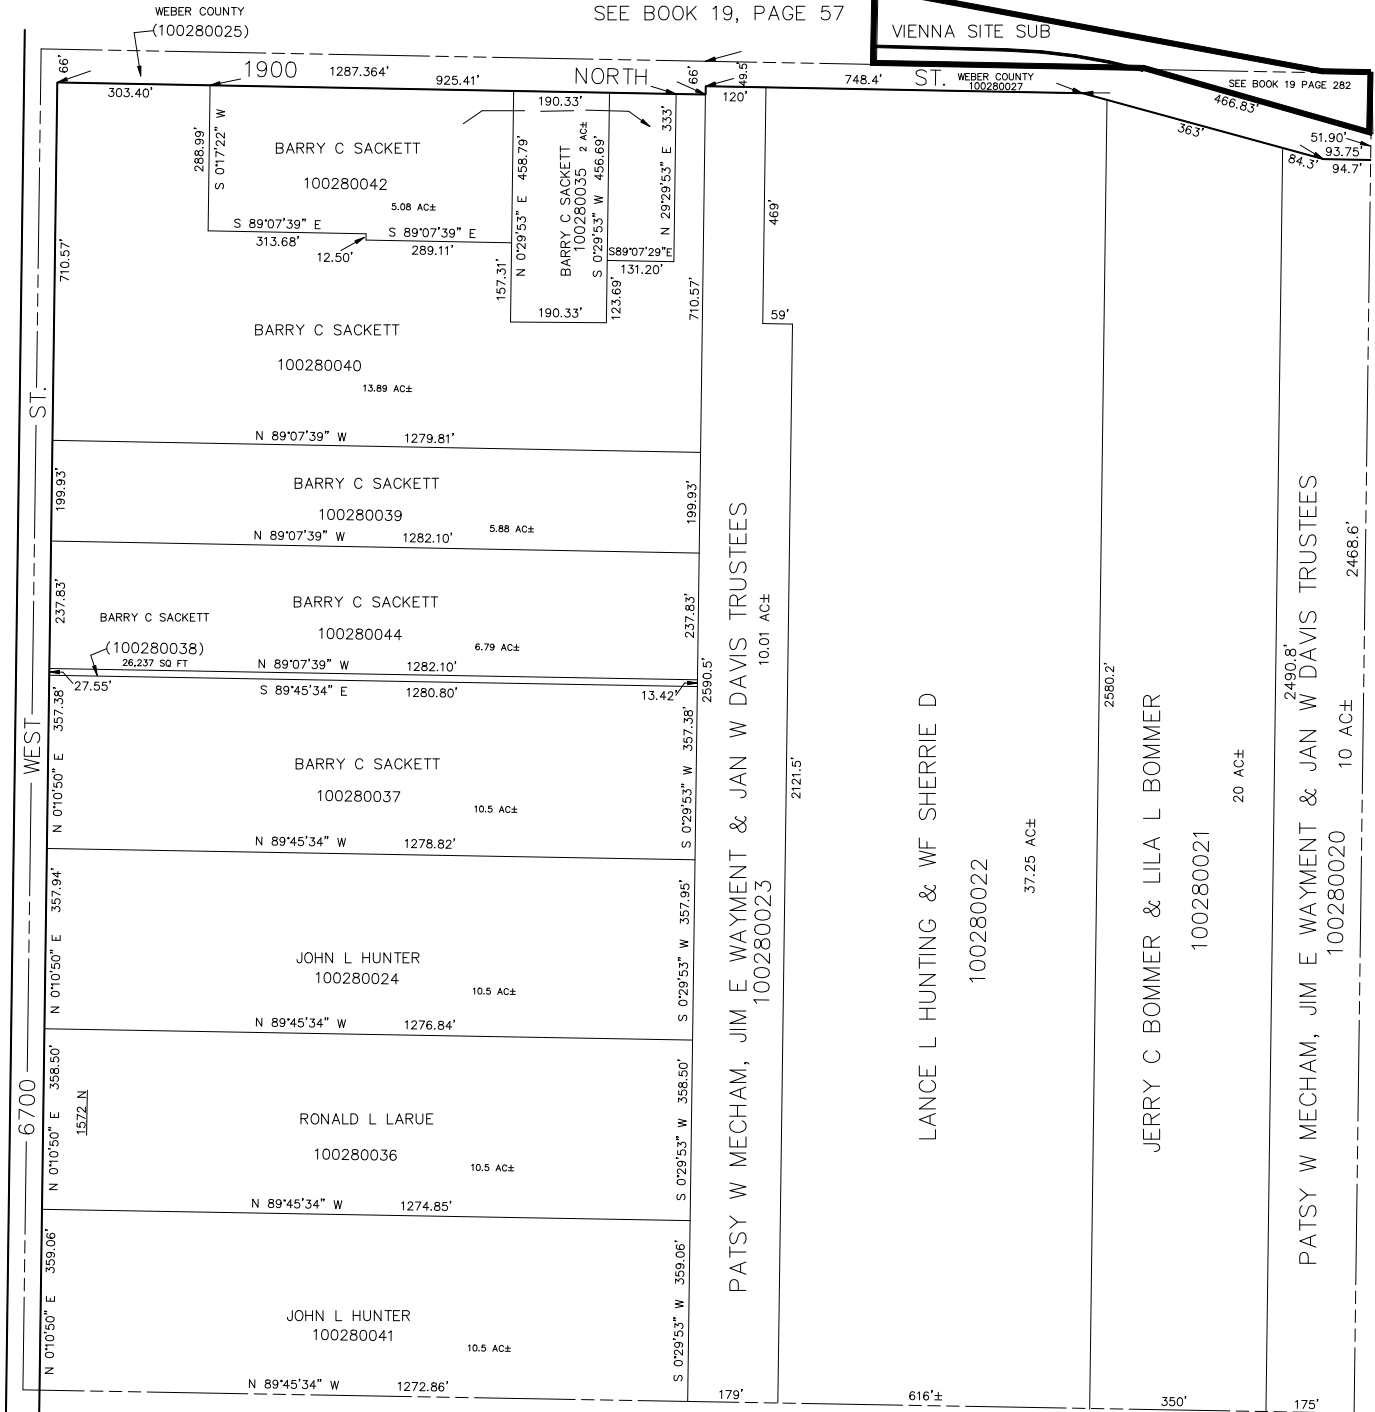 WEBER COUNTY
(100280025)
SEE BOOK 19, PAGE 57
VIENNA SITE SUB
66'
303.40'
1900
1287.364'
925.41'
NORTH
66'
49.5'
120'
748.4'
ST.
WEBER COUNTY
100280027
SEE BOOK 19 PAGE 282
466.83'
363'
84.3'
51.90'
93.75'
94.7'
288.99'
S 0°17'22" W
BARRY C SACKETT
100280042
5.08 AC±
S 89°07'39" E
313.68'
12.50'
S 89°07'39" E
289.11'
190.33'
N 0°29'53" E 458.79'
157.31'
BARRY C SACKETT
100280035 2 AC±
S 0°29'53" W 456.69'
123.69'
190.33'
N 29°29'53" E 333'
S89°07'29"E
131.20'
469'
59'
710.57'
710.57'
BARRY C SACKETT
100280040
13.89 AC±
N 89°07'39" W 1279.81'
199.93'
199.93'
BARRY C SACKETT
100280039
5.88 AC±
N 89°07'39" W 1282.10'
237.83'
237.83'
BARRY C SACKETT
100280044
6.79 AC±
BARRY C SACKETT
(100280038)
26,237 SQ FT
N 89°07'39" W 1282.10'
27.55'
S 89°45'34" E 1280.80'
13.42'
N 0°10'50" E 357.38'
S 0°29'53" W 357.38'
BARRY C SACKETT
100280037
10.5 AC±
N 89°45'34" W 1278.82'
N 0°10'50" E 357.94'
S 0°29'53" W 357.95'
JOHN L HUNTER
100280024
10.5 AC±
N 89°45'34" W 1276.84'
N 0°10'50" E 358.50'
S 0°29'53" W 358.50'
1572 N
RONALD L LARUE
100280036
10.5 AC±
N 89°45'34" W 1274.85'
N 0°10'50" E 359.06'
S 0°29'53" W 359.06'
JOHN L HUNTER
100280041
10.5 AC±
N 89°45'34" W 1272.86'
6700 WEST ST.
2590.5'
PATSY W MECHAM, JIM E WAYMENT & JAN W DAVIS TRUSTEES
100280023
10.01 AC±
2121.5'
179'
LANCE L HUNTING & WF SHERRIE D
100280022
37.25 AC±
616'±
2580.2'
JERRY C BOMMER & LILA L BOMMER
100280021
20 AC±
350'
2490.8'
PATSY W MECHAM, JIM E WAYMENT & JAN W DAVIS TRUSTEES
100280020
10 AC±
2468.6'
175'